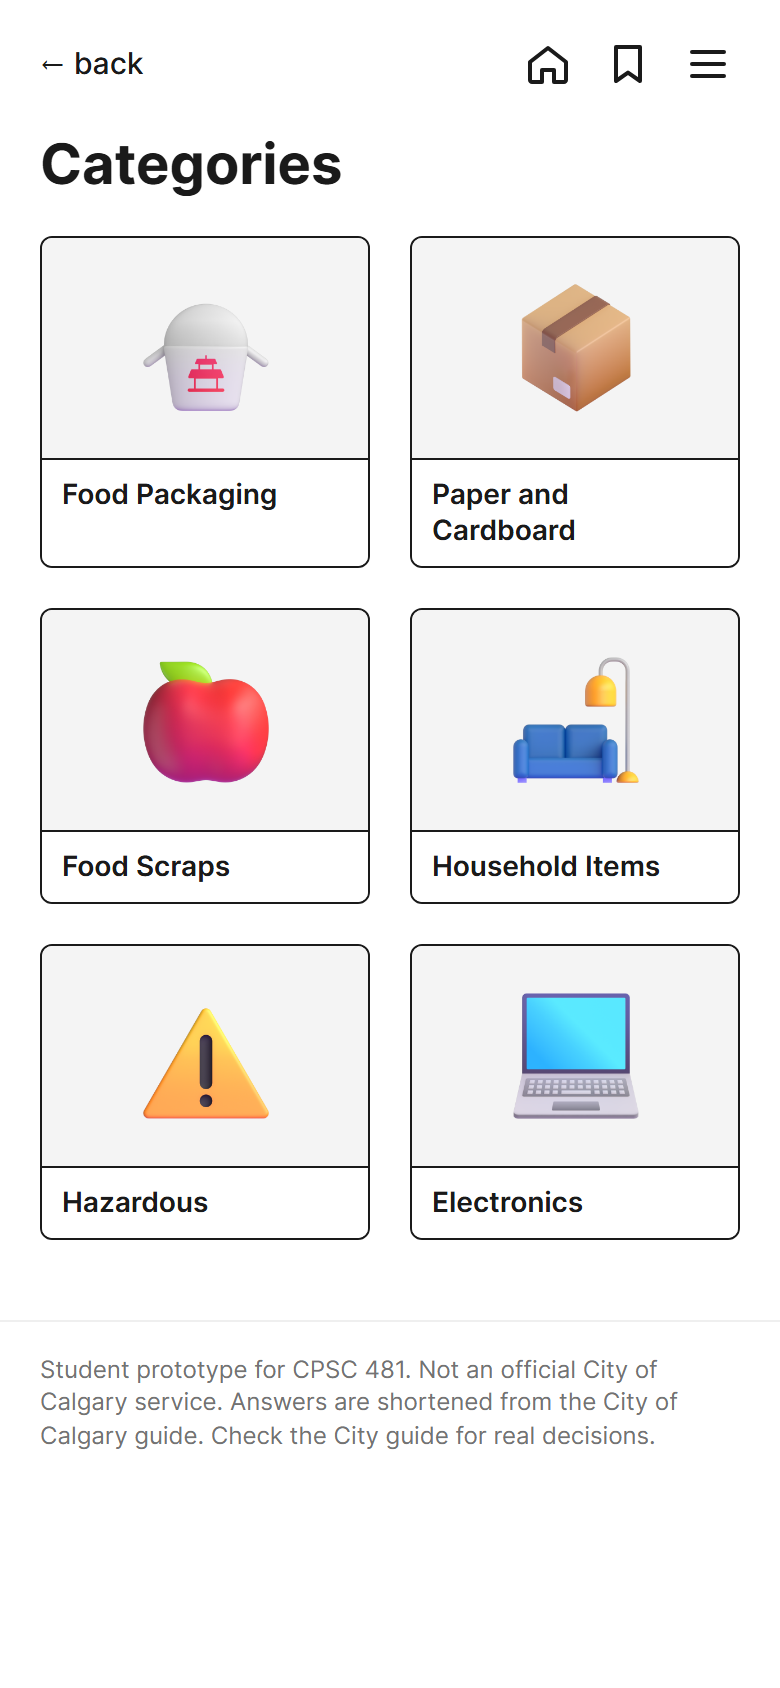 ← back
Categories
Food Packaging
Paper and
Cardboard
Food Scraps
Household Items
Hazardous
Electronics
Student prototype for CPSC 481. Not an official City of
Calgary service. Answers are shortened from the City of
Calgary guide. Check the City guide for real decisions.